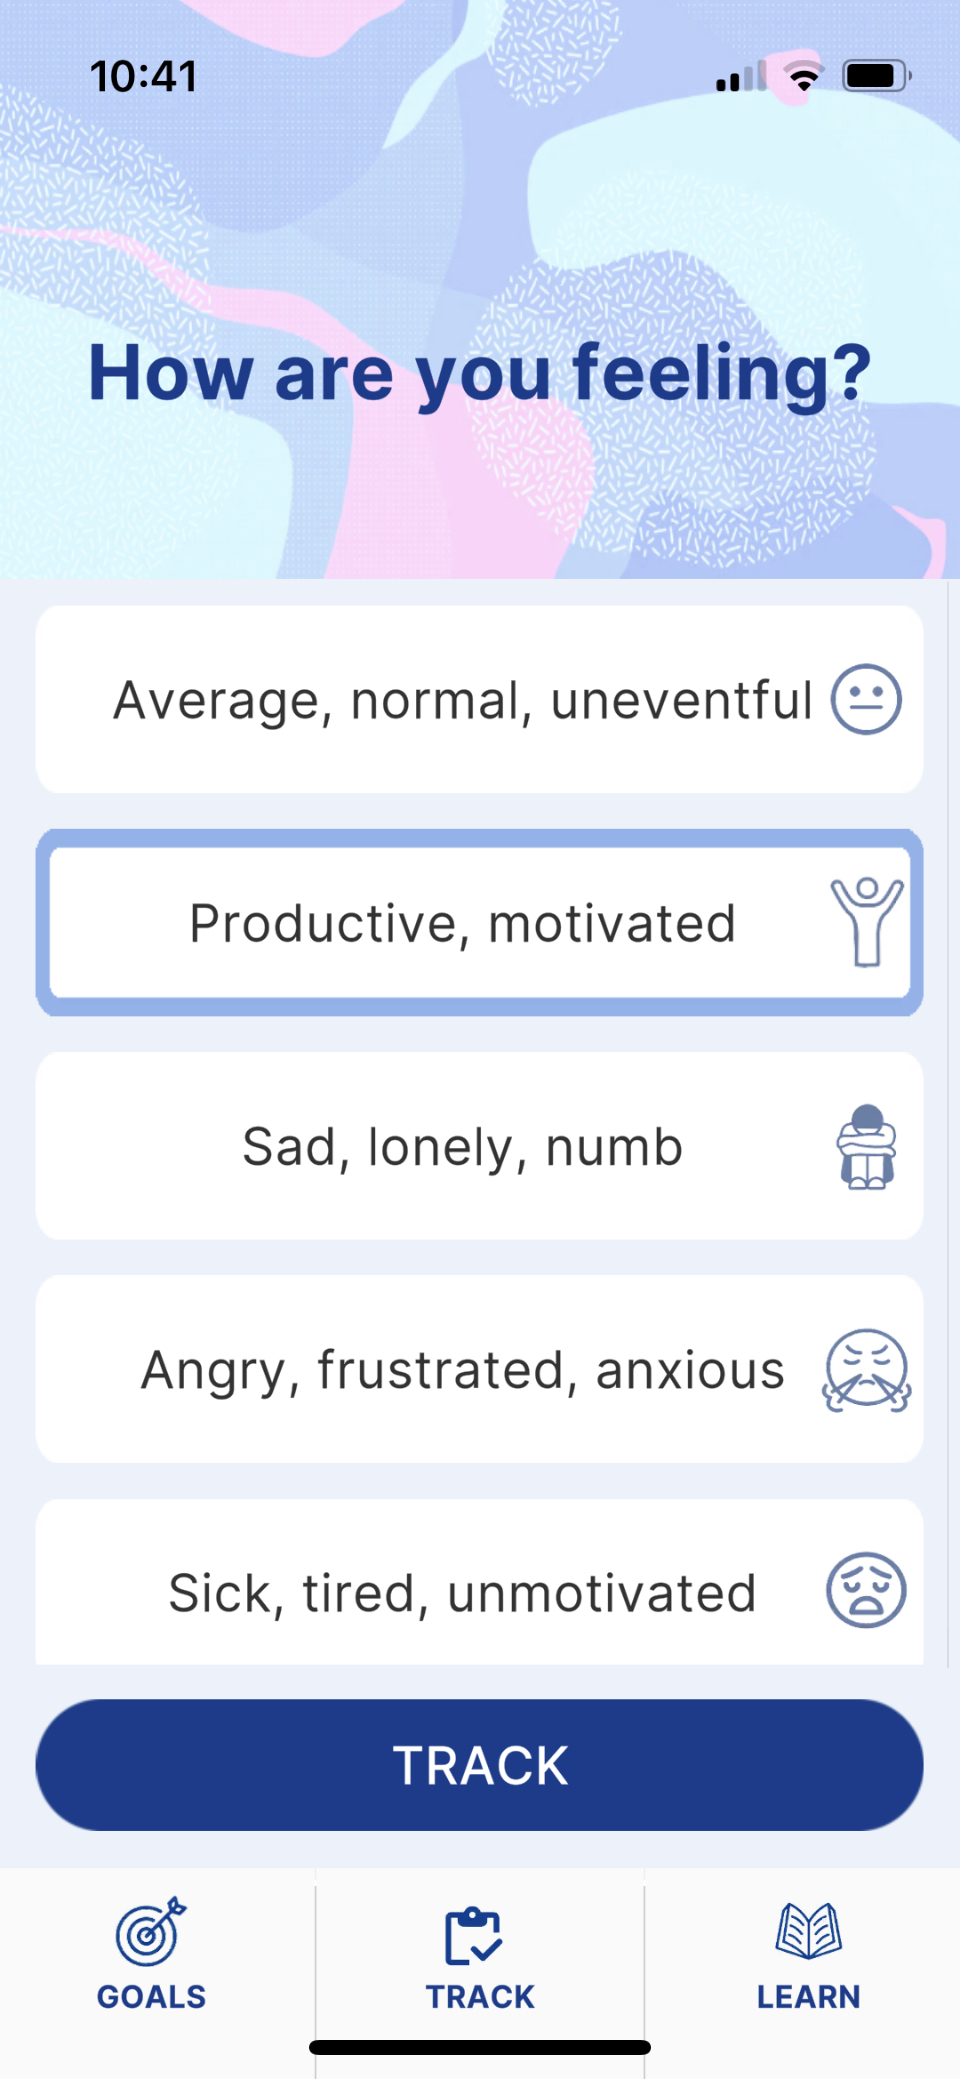 10:41
How are you feeling?
Average, normal, uneventful
Productive, motivated
Sad, lonely, numb
Angry, frustrated, anxious
Sick, tired, unmotivated
TRACK
GOALS
TRACK
LEARN